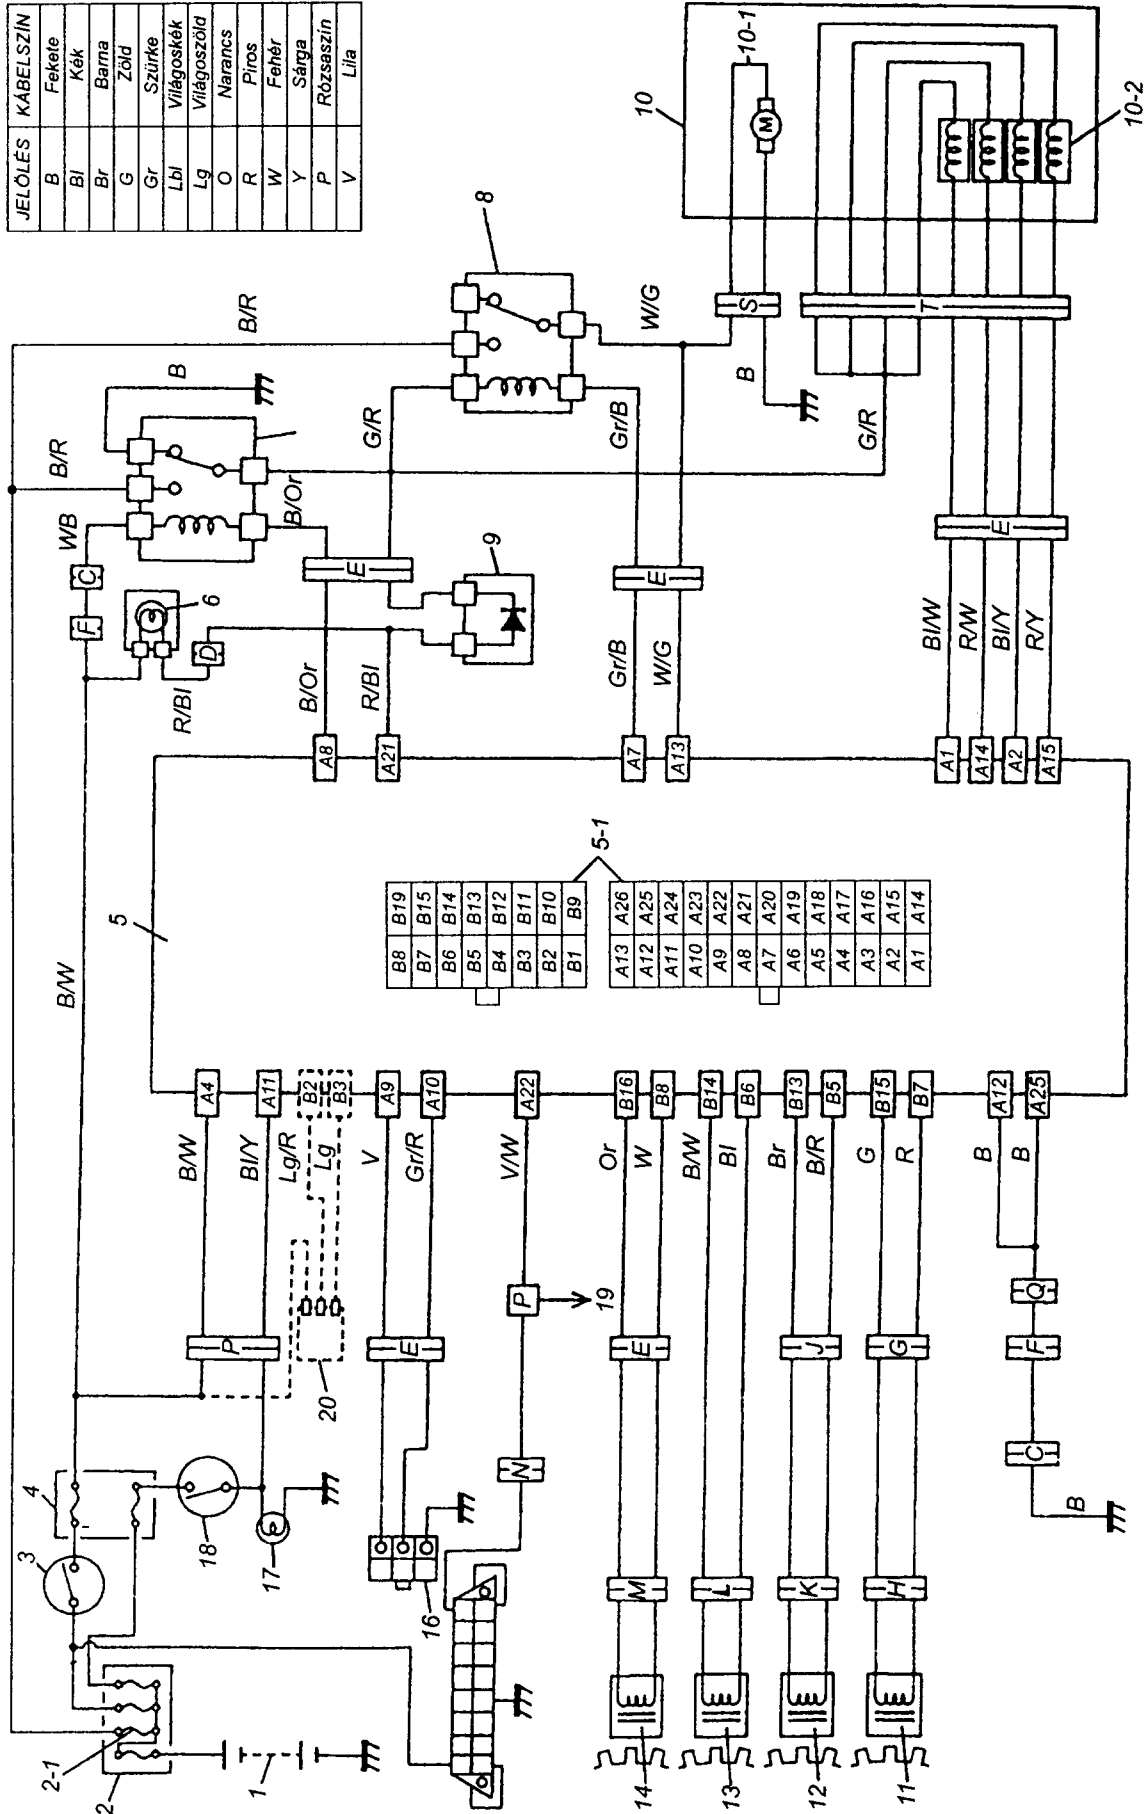 JELÖLÉS KÁBELSZÍN
B Fekete
Bl Kék
Br Barna
G Zöld
Gr Szürke
Lbl Világoskék
Lg Világoszöld
O Narancs
R Piros
W Fehér
Y Sárga
P Rózsaszín
V Lila
2
2-1
1
3
4
18
17
16
20
19
B/W
5
B/R
B/R
B
WB
C
F
6
D
R/Bl
B/Or
B/Or
E
R/Bl
9
G/R
8
Gr/B
W/G
E
Gr/B
W/G
S
B
10
10-1
M
10-2
T
G/R
E
Bl/W
R/W
Bl/Y
R/Y
A8
A21
A7
A13
A1
A14
A2
A15
5-1
B8 B19
B7 B15
B6 B14
B5 B13
B4 B12
B3 B11
B2 B10
B1 B9
A13 A26
A12 A25
A11 A24
A10 A23
A9 A22
A8 A21
A7 A20
A6 A19
A5 A18
A4 A17
A3 A16
A2 A15
A1 A14
A4
A11
B2
B3
A9
A10
A22
B16
B8
B14
B6
B13
B5
B15
B7
A12
A25
B/W
Bl/Y
Lg/R
Lg
V
Gr/R
V/W
Or
W
B/W
Bl
Br
B/R
G
R
B
B
P
E
P
N
E
J
G
Q
F
C
B
M
L
K
H
14
13
12
11